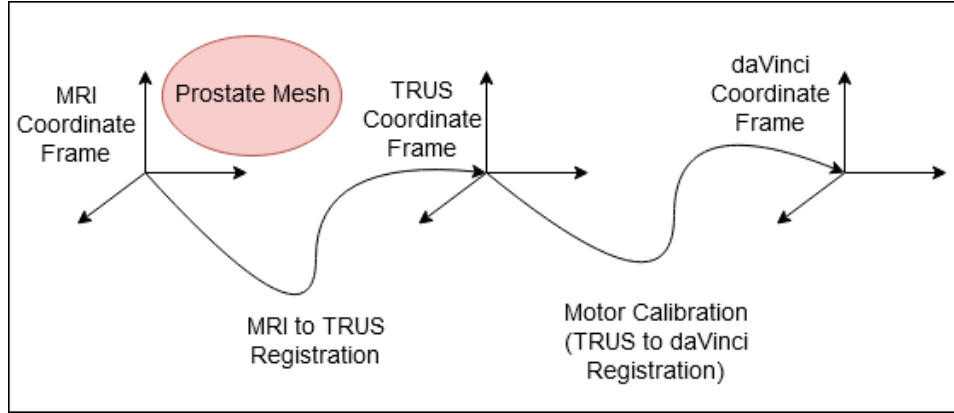 MRI
Coordinate
Frame
Prostate Mesh
TRUS
Coordinate
Frame
daVinci
Coordinate
Frame
MRI to TRUS
Registration
Motor Calibration
(TRUS to daVinci
Registration)